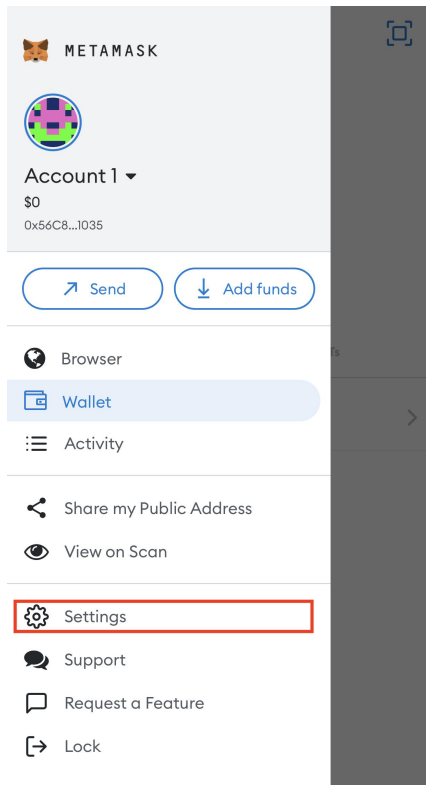 METAMASK
Account 1
$0
0x56C8...1035
Send
Add funds
Browser
Wallet
Activity
Share my Public Address
View on Scan
Settings
Support
Request a Feature
Lock